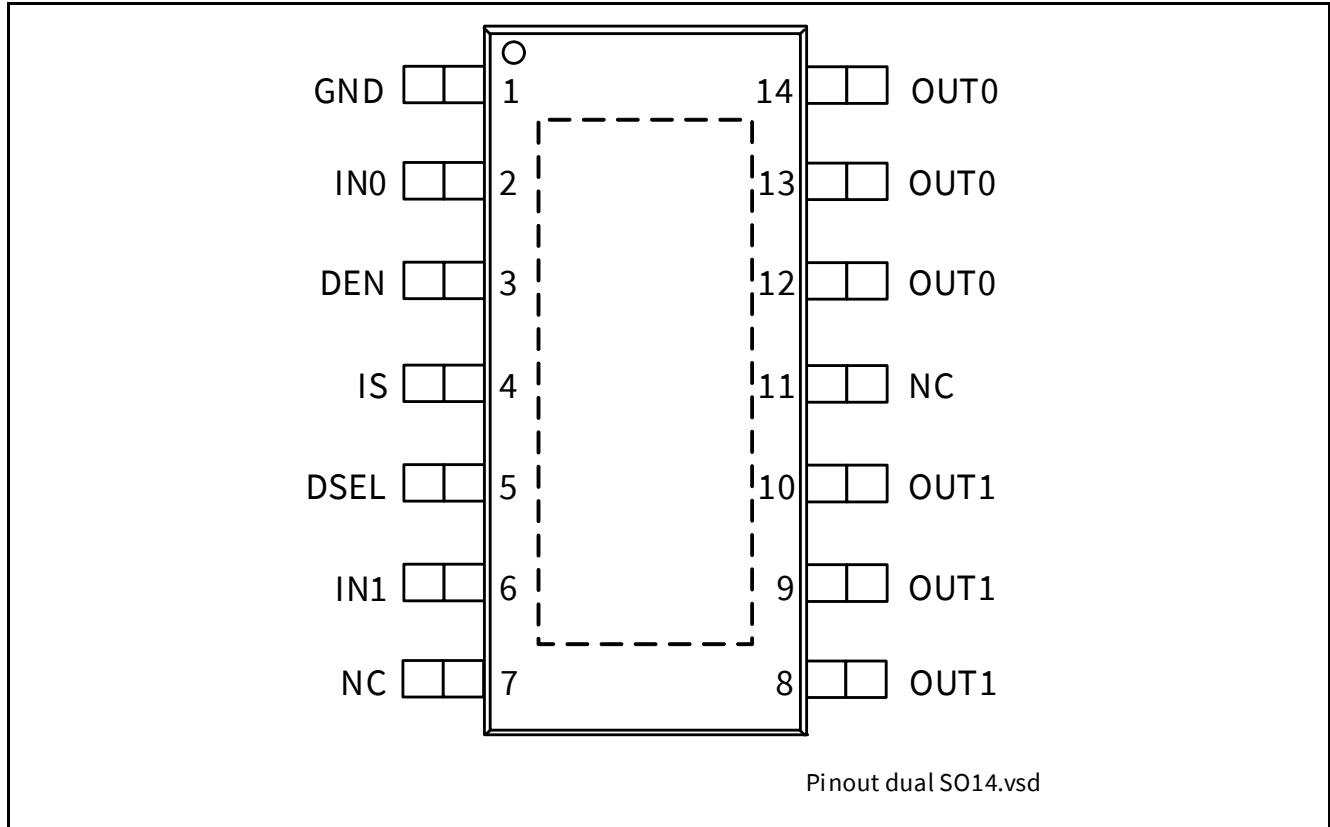 GND 1 14 OUT0
IN0 2 13 OUT0
DEN 3 12 OUT0
IS 4 11 NC
DSEL 5 10 OUT1
IN1 6 9 OUT1
NC 7 8 OUT1
Pinout dual SO14.vsd